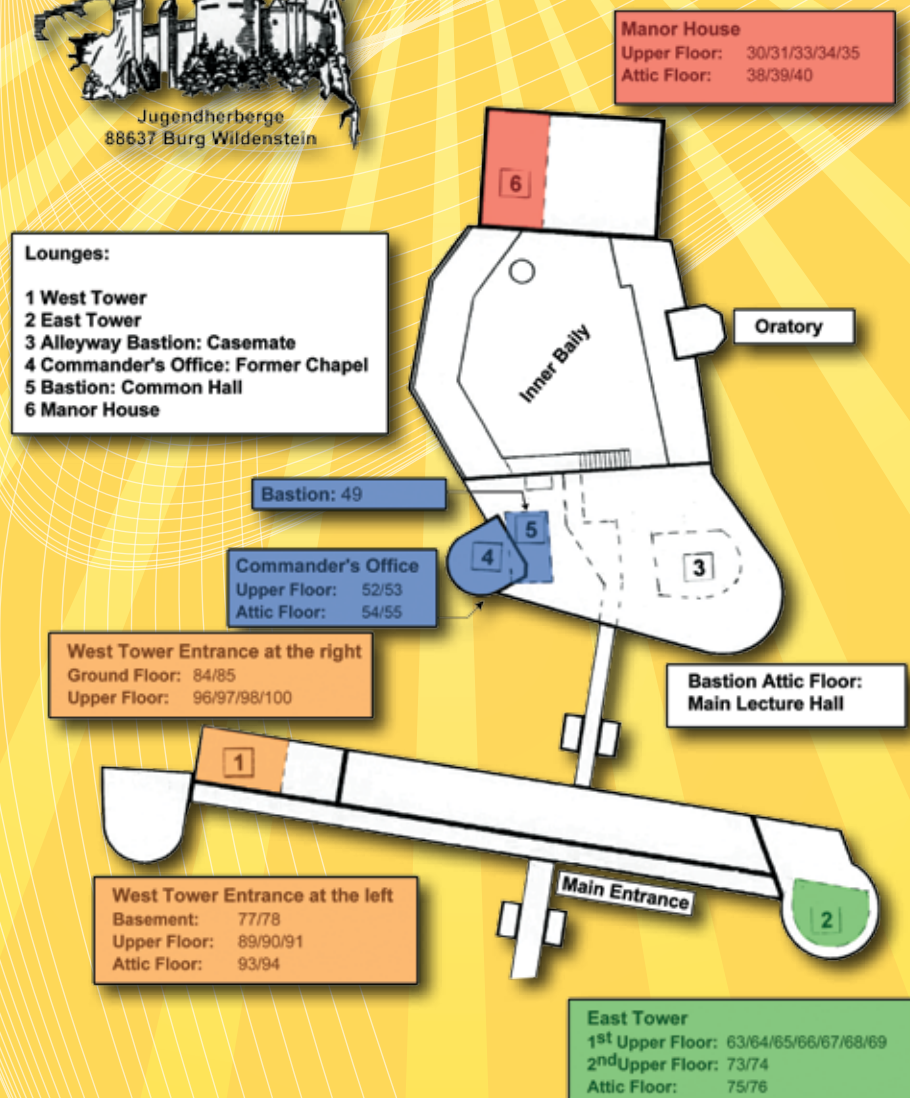 Jugendherberge
88637 Burg Wildenstein
Manor House
Upper Floor: 30/31/33/34/35
Attic Floor: 38/39/40
6
Lounges:
1 West Tower
2 East Tower
3 Alleyway Bastion: Casemate
4 Commander's Office: Former Chapel
5 Bastion: Common Hall
6 Manor House
Oratory
Inner Baily
Bastion: 49
5
4
3
Commander's Office
Upper Floor: 52/53
Attic Floor: 54/55
West Tower Entrance at the right
Ground Floor: 84/85
Upper Floor: 96/97/98/100
Bastion Attic Floor:
Main Lecture Hall
1
West Tower Entrance at the left
Basement: 77/78
Upper Floor: 89/90/91
Attic Floor: 93/94
Main Entrance
2
East Tower
1st Upper Floor: 63/64/65/66/67/68/69
2nd Upper Floor: 73/74
Attic Floor: 75/76